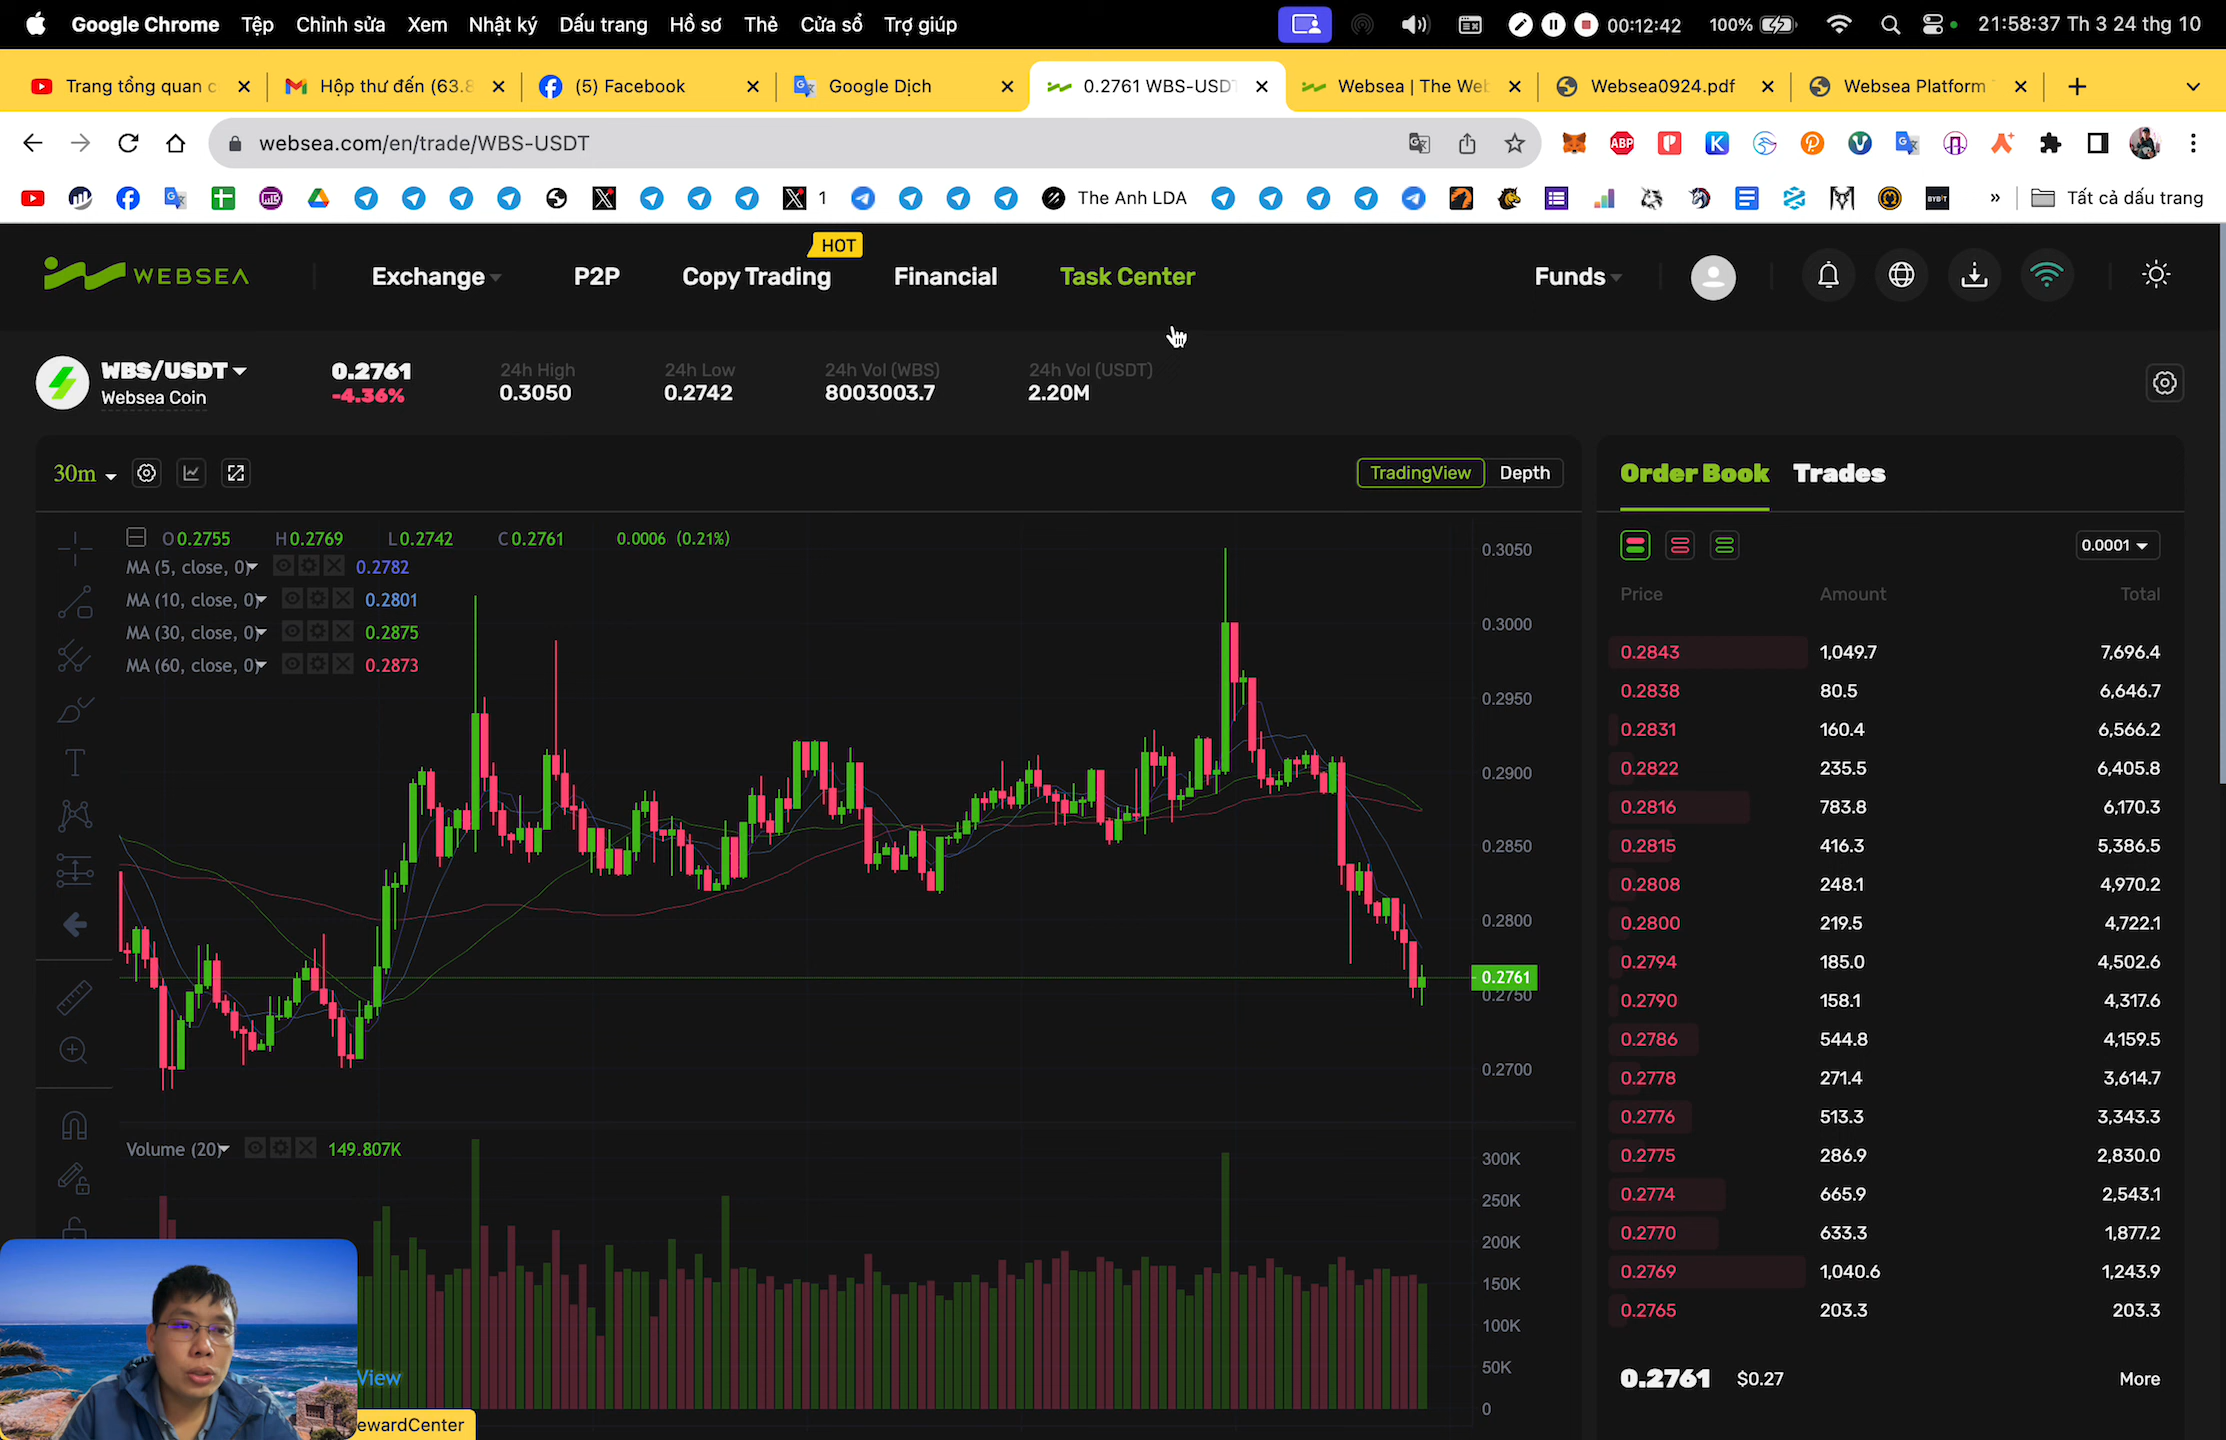 Google Chrome Tệp Chỉnh sửa Xem Nhật ký Dấu trang Hồ sơ Thẻ Cửa sổ Trợ giúp 00:12:42 100% 21:58:37 Th 3 24 thg 10
Trang tổng quan c Hộp thư đến (63.8 (5) Facebook Google Dịch 0.2761 WBS-USDT Websea | The Web Websea0924.pdf Websea Platform
websea.com/en/trade/WBS-USDT ABP
1 The Anh LDA BYBIT » Tất cả dấu trang
HOT
WEBSEA Exchange P2P Copy Trading Financial Task Center Funds
WBS/USDT 0.2761 24h High 24h Low 24h Vol (WBS) 24h Vol (USDT)
Websea Coin -4.36% 0.3050 0.2742 8003003.7 2.20M
30m TradingView Depth Order Book Trades
O0.2755 H0.2769 L0.2742 C0.2761 0.0006 (0.21%)
MA (5, close, 0) 0.2782
MA (10, close, 0) 0.2801
MA (30, close, 0) 0.2875
MA (60, close, 0) 0.2873
0.3050
0.3000
0.2950
0.2900
0.2850
0.2800
0.2761
0.2750
0.2700
Volume (20) 149.807K
300K
250K
200K
150K
100K
50K
0
View
ewardCenter
0.0001
Price Amount Total
0.2843 1,049.7 7,696.4
0.2838 80.5 6,646.7
0.2831 160.4 6,566.2
0.2822 235.5 6,405.8
0.2816 783.8 6,170.3
0.2815 416.3 5,386.5
0.2808 248.1 4,970.2
0.2800 219.5 4,722.1
0.2794 185.0 4,502.6
0.2790 158.1 4,317.6
0.2786 544.8 4,159.5
0.2778 271.4 3,614.7
0.2776 513.3 3,343.3
0.2775 286.9 2,830.0
0.2774 665.9 2,543.1
0.2770 633.3 1,877.2
0.2769 1,040.6 1,243.9
0.2765 203.3 203.3
0.2761 $0.27 More